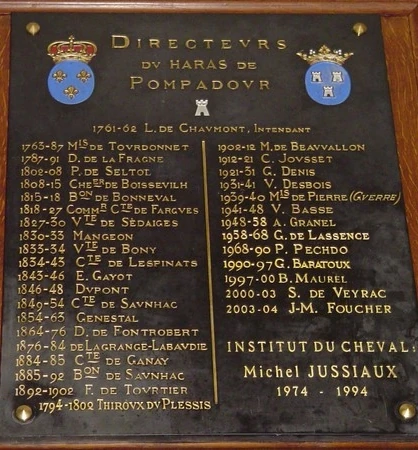 DIRECTEVRS
DV HARAS DE
POMPADOVR
1761-62 L. DE CHAVMONT, INTENDANT
1763-87 Mis DE TOVRDONNET
1787-91 D. DE LA FRAGNE
1802-08 P. DE SELTOT
1808-15 CHeer DE BOISSEVILH
1815-18 Bon DE BONNEVAL
1818-27 COMMdt Cte DE FARGVES
1827-30 Vte DE SÈDAIGES
1830-33 MANGEON
1833-34 Vte DE BONY
1834-43 Cte DE LESPINATS
1843-46 E. GAYOT
1846-48 DVPONT
1849-54 Cte DE SAVNHAC
1854-63 GENESTAL
1864-76 D. DE FONTROBERT
1876-84 DE LAGRANGE-LABAVDIE
1884-85 Cte DE GANAY
1885-92 Bon DE SAVNHAC
1892-1902 F. DE TOVRTIER
1794-1802 THIROVX DV PLESSIS
1902-12 M. DE BEAVVALLON
1912-21 C. JOVSSET
1921-31 G. DENIS
1931-41 V. DESBOIS
1939-40 Mis DE PIERRE (GVERRE)
1941-48 V. BASSE
1948-58 A. GRANEL
1958-68 G. DE LASSENCE
1968-90 P. PECHDO
1990-97 G. BARATOUX
1997-00 B. MAUREL
2000-03 S. DE VEYRAC
2003-04 J-M. FOUCHER
INSTITUT DU CHEVAL:
Michel JUSSIAUX
1974 - 1994